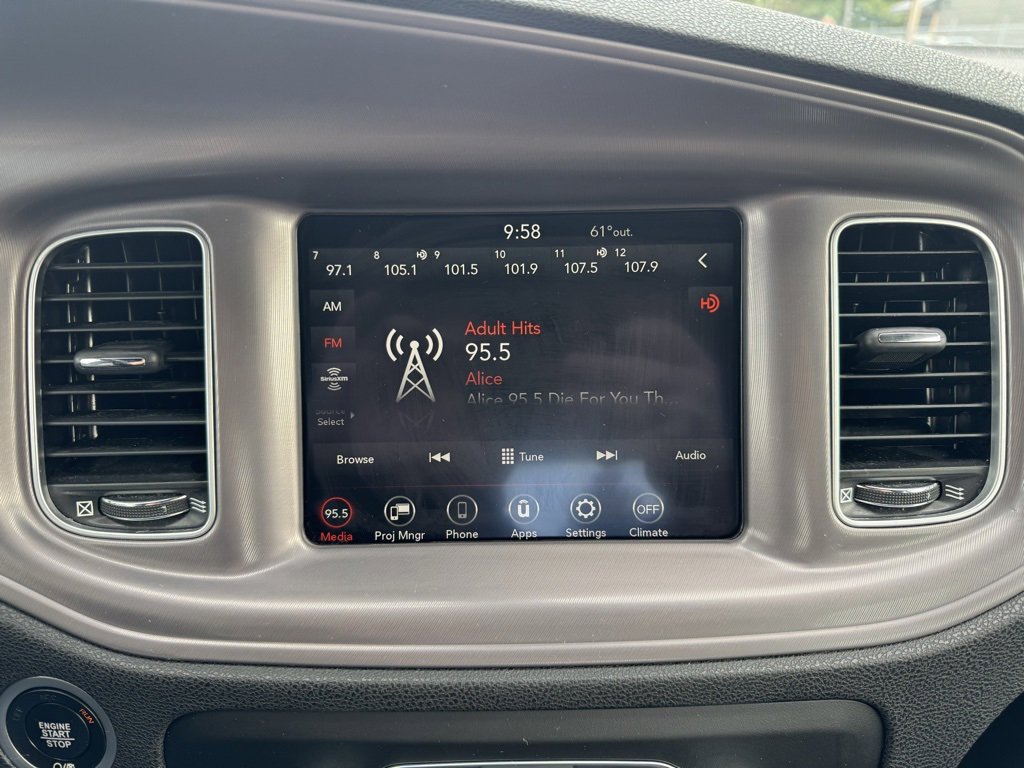 9:58 61°out.
7 8 9 10 11 12
97.1 105.1 101.5 101.9 107.5 107.9
AM
HD
Adult Hits
FM
95.5
SiriusXM
Alice
Alice 95 5 Die For You Th...
Source
Select
Browse Tune Audio
95.5 OFF
Media Proj Mngr Phone Apps Settings Climate
RUN
ENGINE
START
STOP